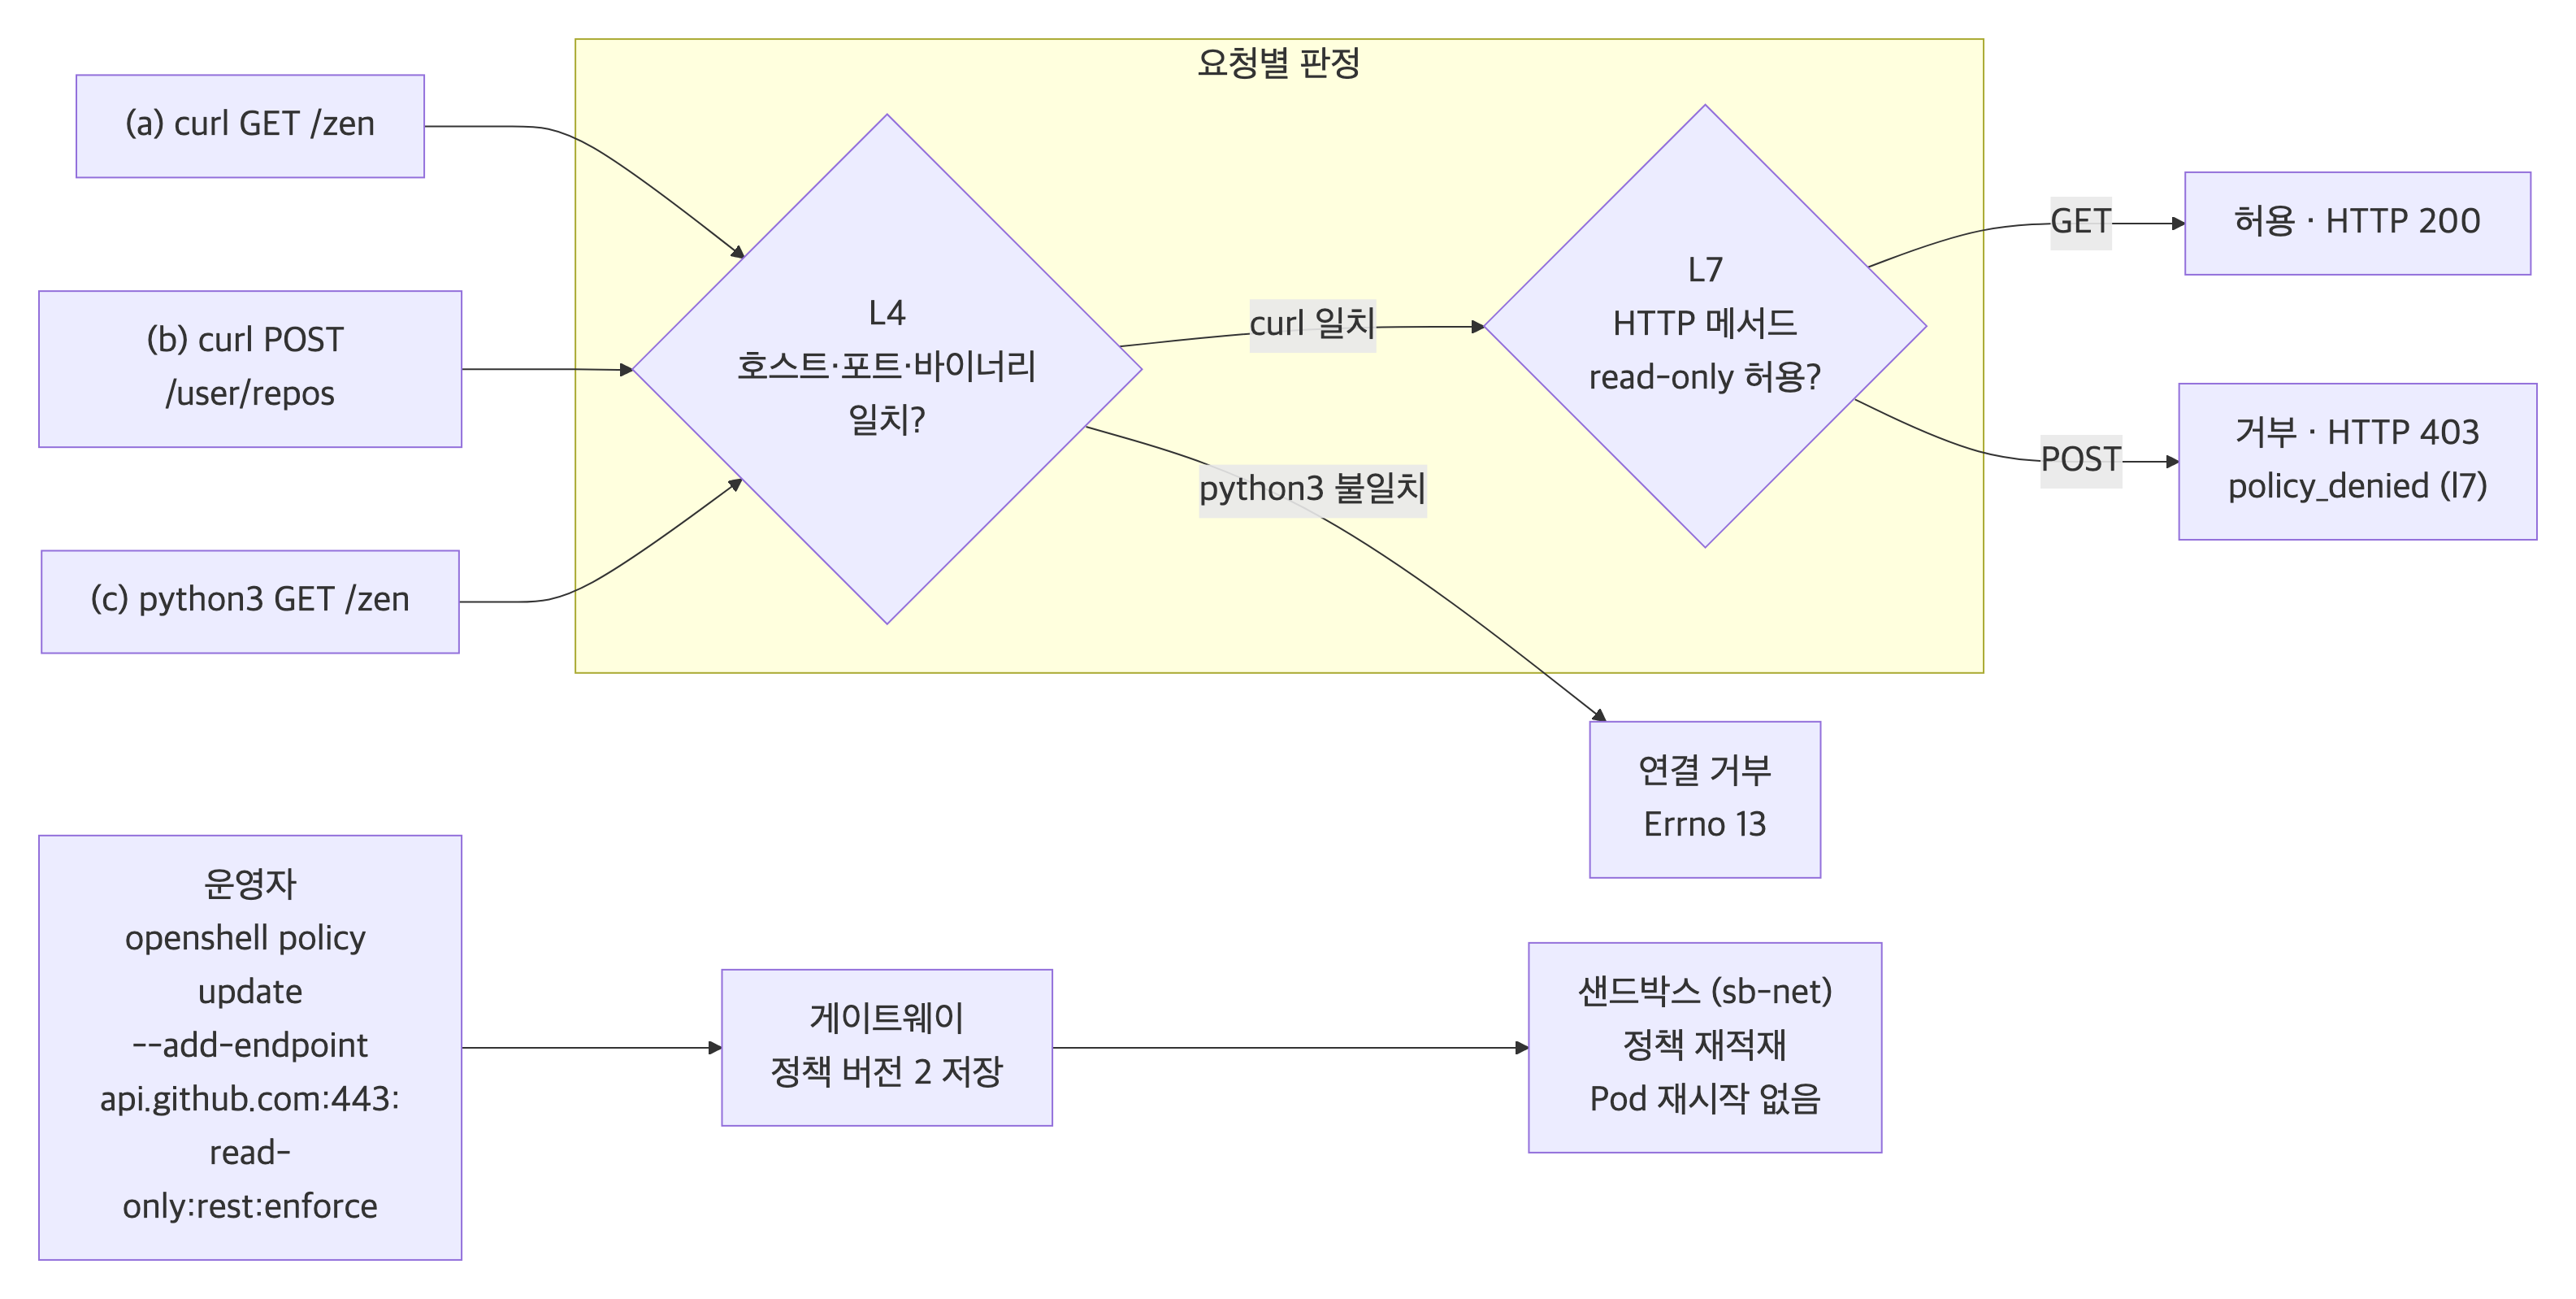 요청별 판정
(a) curl GET /zen
(b) curl POST
/user/repos
(c) python3 GET /zen
L4
호스트·포트·바이너리
일치?
curl 일치
python3 불일치
L7
HTTP 메서드
read-only 허용?
GET
POST
허용 · HTTP 200
거부 · HTTP 403
policy_denied (l7)
연결 거부
Errno 13
운영자
openshell policy
update
--add-endpoint
api.github.com:443:
read-
only:rest:enforce
게이트웨이
정책 버전 2 저장
샌드박스 (sb-net)
정책 재적재
Pod 재시작 없음